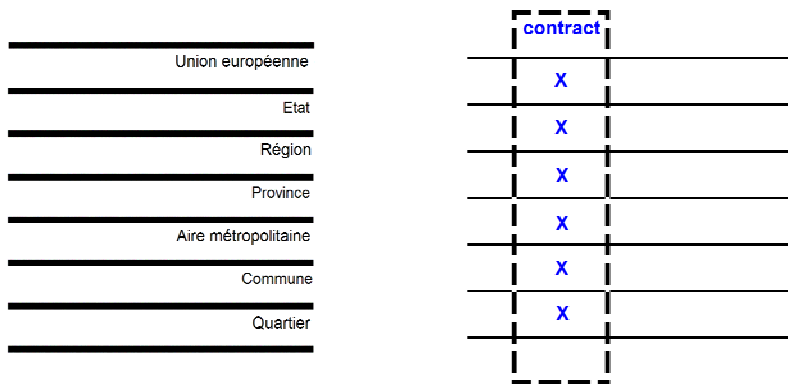 contract
Union européenne
X
Etat
X
Région
X
Province
X
Aire métropolitaine
X
Commune
X
Quartier